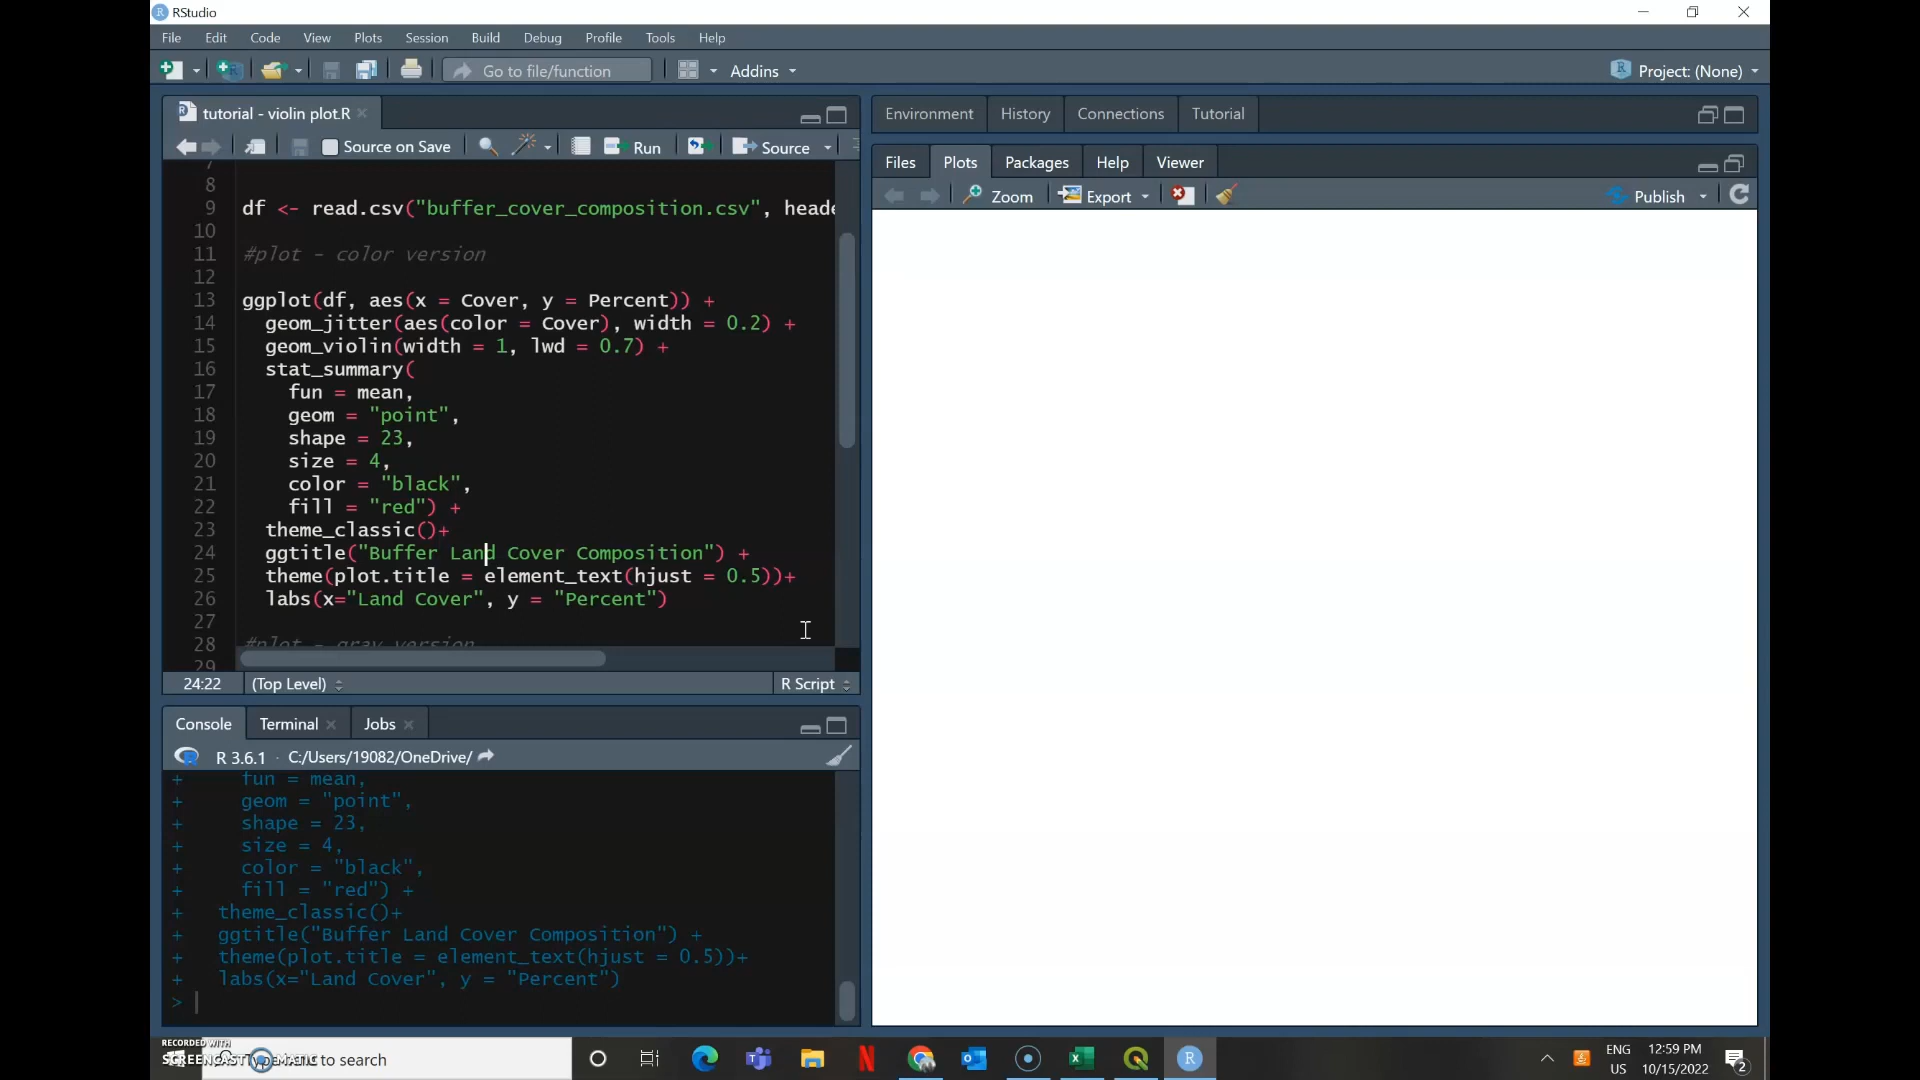 RStudio
File Edit Code View Plots Session Build Debug Profile Tools Help
Go to file/function
Addins
Project: (None)
tutorial - violin plot.R
Source on Save
Run
Source
7
8
9 df <- read.csv("buffer_cover_composition.csv", heade
10
11 #plot - color version
12
13 ggplot(df, aes(x = Cover, y = Percent)) +
14 geom_jitter(aes(color = Cover), width = 0.2) +
15 geom_violin(width = 1, lwd = 0.7) +
16 stat_summary(
17 fun = mean,
18 geom = "point",
19 shape = 23,
20 size = 4,
21 color = "black",
22 fill = "red") +
23 theme_classic()+
24 ggtitle("Buffer Land Cover Composition") +
25 theme(plot.title = element_text(hjust = 0.5))+
26 labs(x="Land Cover", y = "Percent")
27
28 #plot - gray version
29
24:22 (Top Level) R Script
Console Terminal Jobs
R 3.6.1 · C:/Users/19082/OneDrive/
+ fun = mean,
+ geom = "point",
+ shape = 23,
+ size = 4,
+ color = "black",
+ fill = "red") +
+ theme_classic()+
+ ggtitle("Buffer Land Cover Composition") +
+ theme(plot.title = element_text(hjust = 0.5))+
+ labs(x="Land Cover", y = "Percent")
>
Environment History Connections Tutorial
Files Plots Packages Help Viewer
Zoom Export Publish
RECORDED WITH
SCREENCAST MATIC
to search
ENG
US
12:59 PM
10/15/2022
2